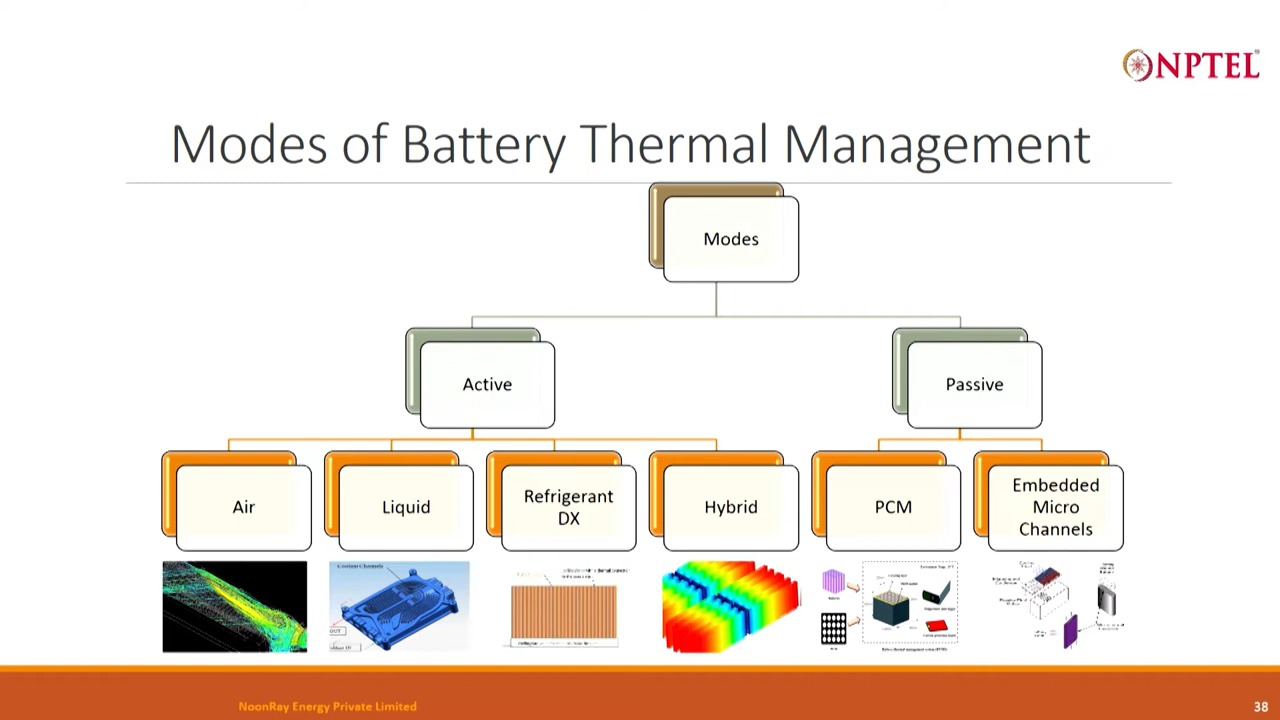 NPTEL
Modes of Battery Thermal Management
Modes
Active
Passive
Air
Liquid
Refrigerant
DX
Hybrid
PCM
Embedded
Micro
Channels
Coolant Channels
OUT
NoonRay Energy Private Limited
38